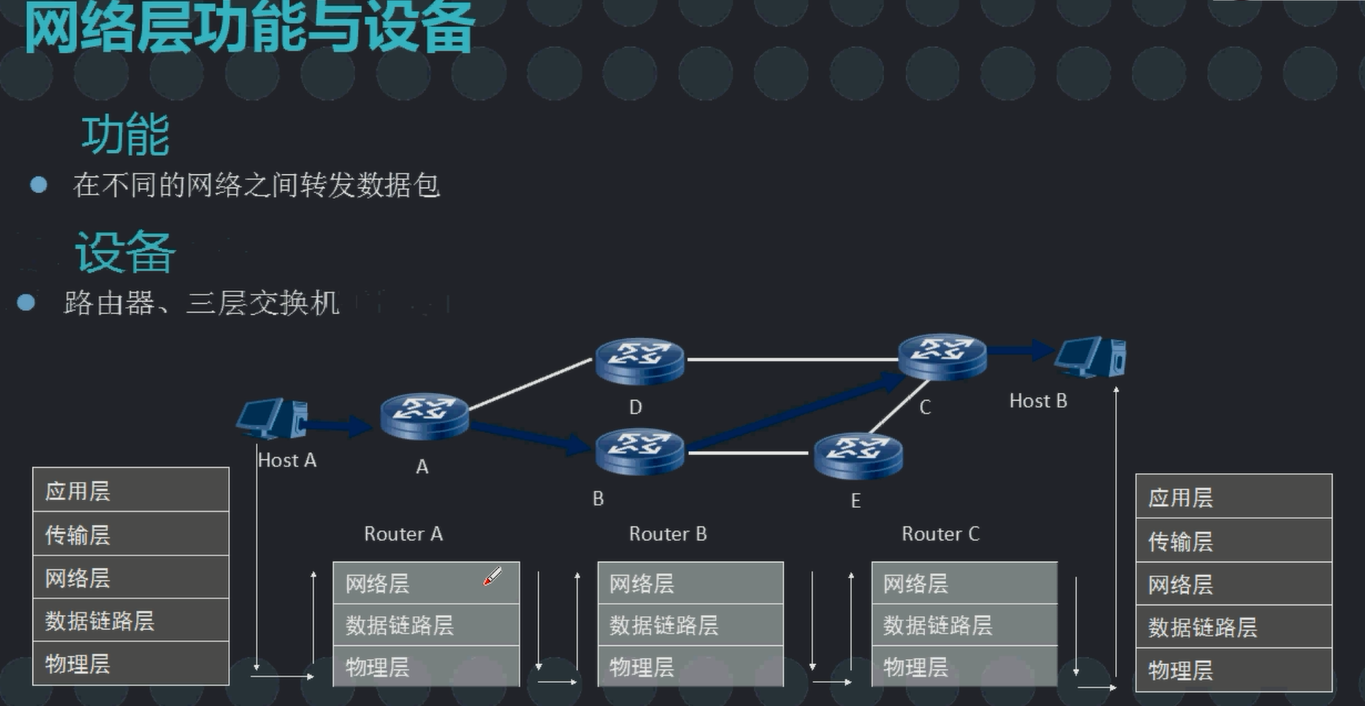 网络层功能与设备
功能
在不同的网络之间转发数据包
设备
路由器、三层交换机
Host A
A
D
B
C
E
Host B
Router A
Router B
Router C
应用层
传输层
网络层
数据链路层
物理层
网络层
数据链路层
物理层
网络层
数据链路层
物理层
网络层
数据链路层
物理层
应用层
传输层
网络层
数据链路层
物理层